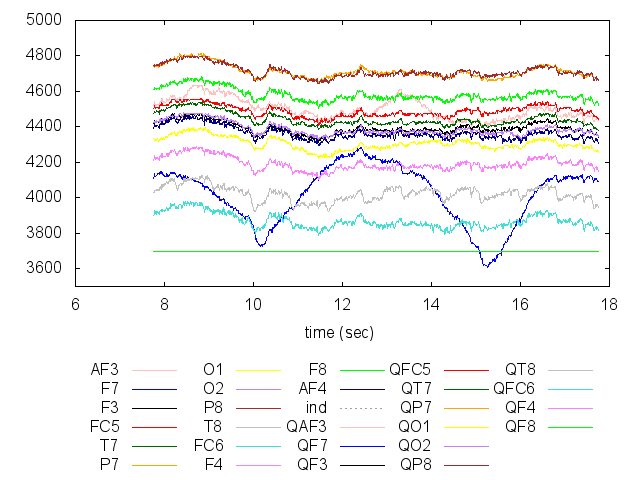 5000
4800
4600
4400
4200
4000
3800
3600
6 8 10 12 14 16 18
time (sec)
AF3 O1 F8 QFC5 QT8
F7 O2 AF4 QT7 QFC6
F3 P8 ind QP7 QF4
FC5 T8 QAF3 QO1 QF8
T7 FC6 QF7 QO2
P7 F4 QF3 QP8